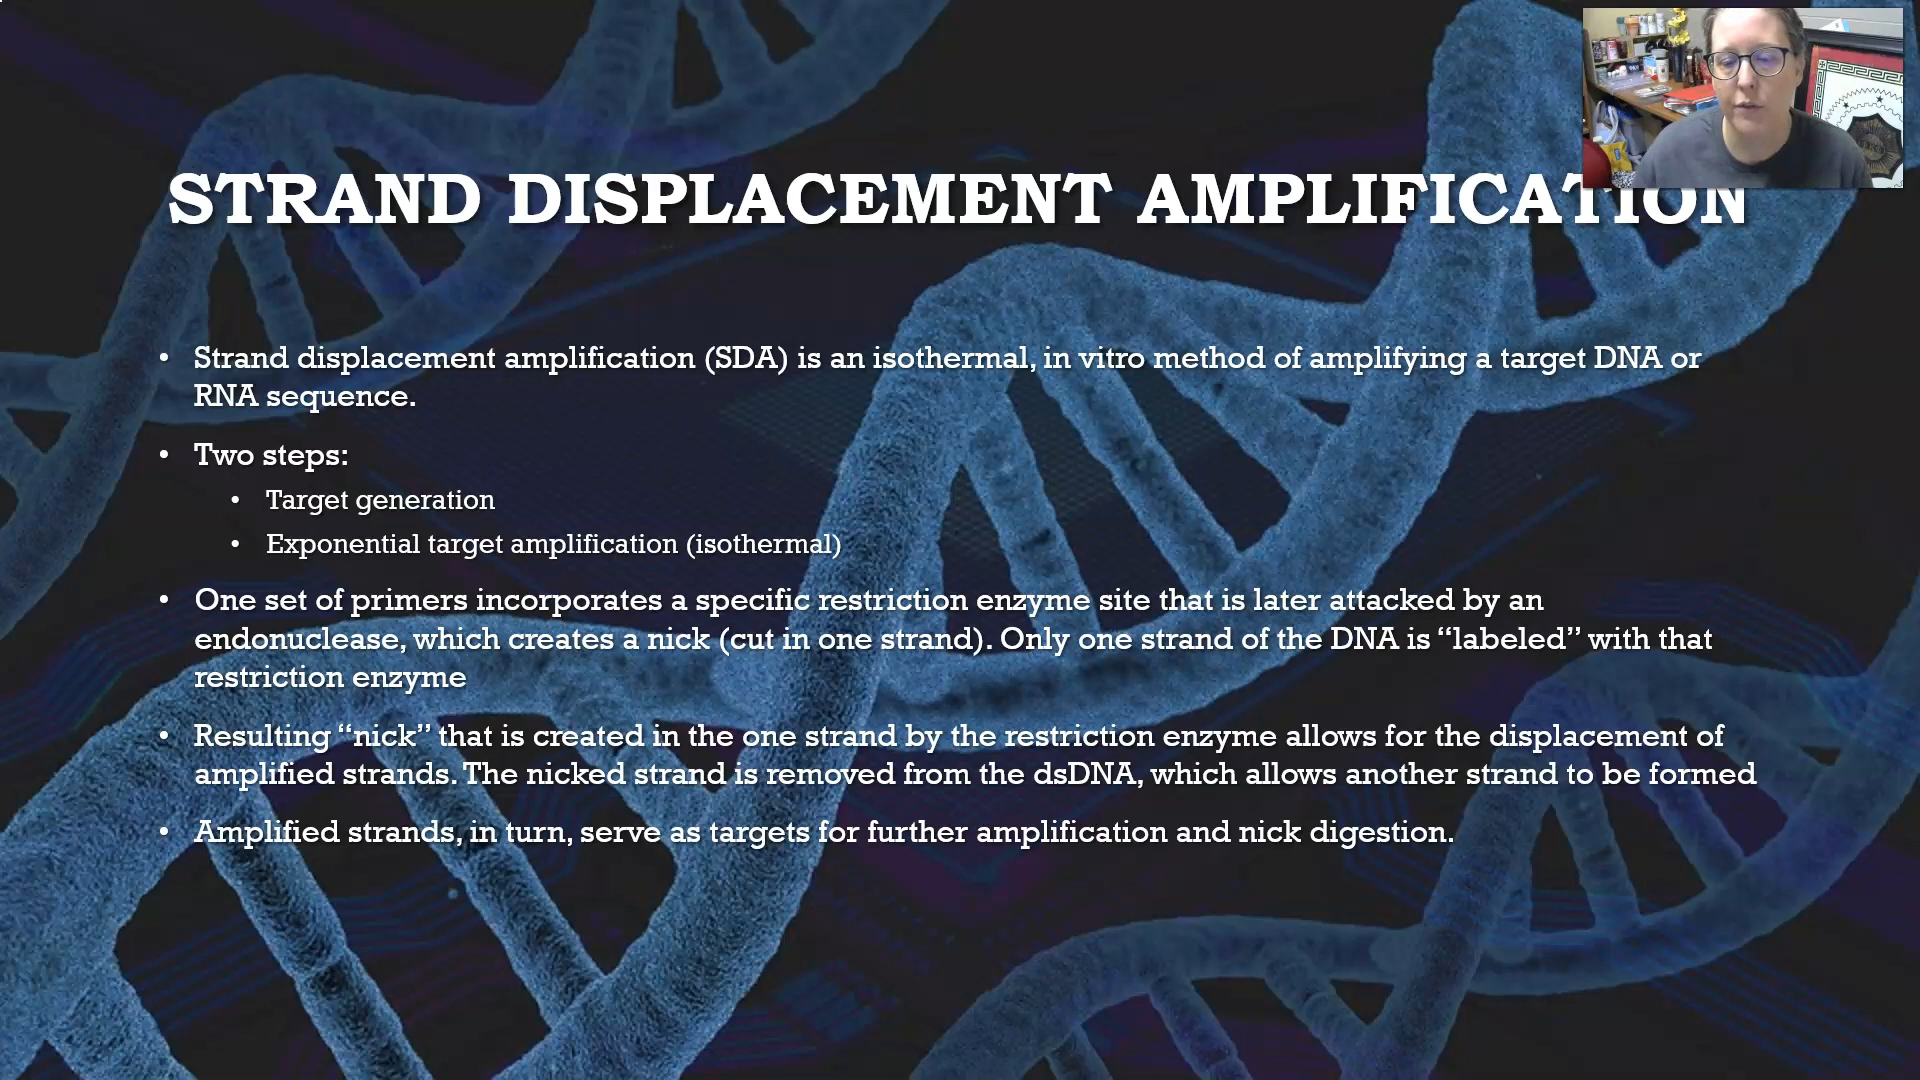 STRAND DISPLACEMENT AMPLIFICATION
• Strand displacement amplification (SDA) is an isothermal, in vitro method of amplifying a target DNA or
RNA sequence.
• Two steps:
• Target generation
• Exponential target amplification (isothermal)
• One set of primers incorporates a specific restriction enzyme site that is later attacked by an
endonuclease, which creates a nick (cut in one strand). Only one strand of the DNA is “labeled” with that
restriction enzyme
• Resulting “nick” that is created in the one strand by the restriction enzyme allows for the displacement of
amplified strands. The nicked strand is removed from the dsDNA, which allows another strand to be formed
• Amplified strands, in turn, serve as targets for further amplification and nick digestion.